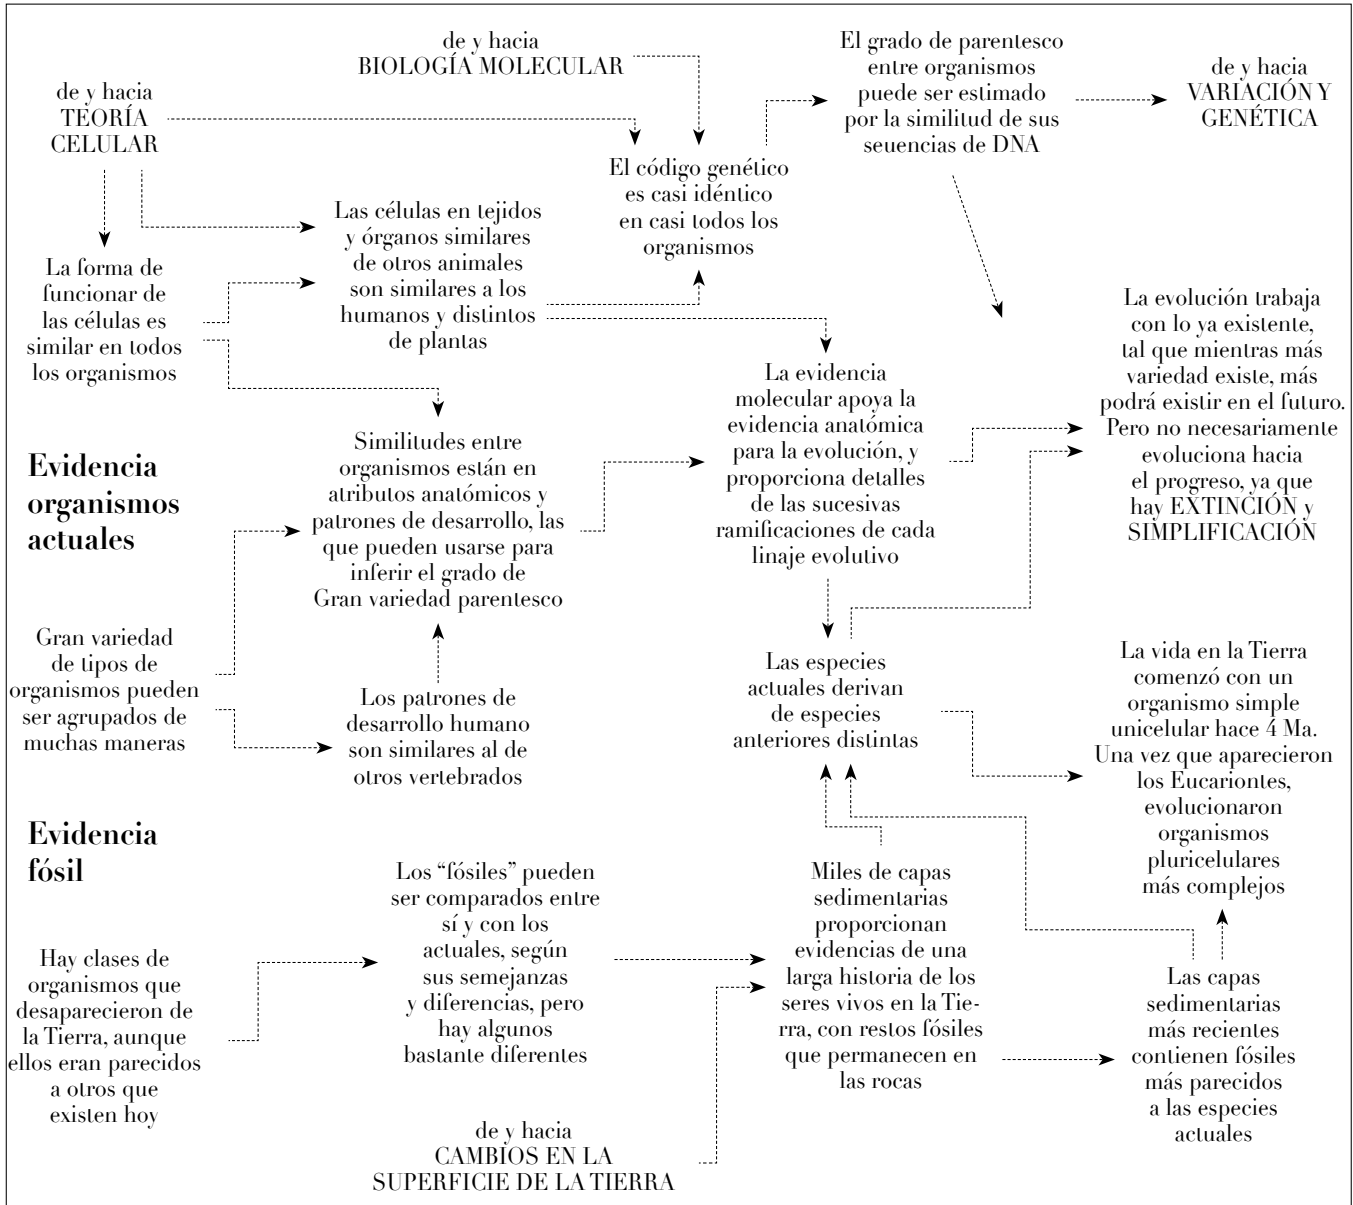 de y hacia
BIOLOGÍA MOLECULAR
El grado de parentesco
entre organismos
puede ser estimado
por la similitud de sus
seuencias de DNA
de y hacia
VARIACIÓN Y
GENÉTICA
de y hacia
TEORÍA
CELULAR
El código genético
es casi idéntico
en casi todos los
organismos
Las células en tejidos
y órganos similares
de otros animales
son similares a los
humanos y distintos
de plantas
La forma de
funcionar de
las células es
similar en todos
los organismos
La evolución trabaja
con lo ya existente,
tal que mientras más
variedad existe, más
podrá existir en el futuro.
Pero no necesariamente
evoluciona hacia
el progreso, ya que
hay EXTINCIÓN y
SIMPLIFICACIÓN
La evidencia
molecular apoya la
evidencia anatómica
para la evolución, y
proporciona detalles
de las sucesivas
ramificaciones de cada
linaje evolutivo
Similitudes entre
organismos están en
atributos anatómicos y
patrones de desarrollo, las
que pueden usarse para
inferir el grado de
Gran variedad parentesco
Evidencia
organismos
actuales
Gran variedad
de tipos de
organismos pueden
ser agrupados de
muchas maneras
Los patrones de
desarrollo humano
son similares al de
otros vertebrados
Las especies
actuales derivan
de especies
anteriores distintas
La vida en la Tierra
comenzó con un
organismo simple
unicelular hace 4 Ma.
Una vez que aparecieron
los Eucariontes,
evolucionaron
organismos
pluricelulares
más complejos
Evidencia
fósil
Los “fósiles” pueden
ser comparados entre
sí y con los
actuales, según
sus semejanzas
y diferencias, pero
hay algunos
bastante diferentes
Miles de capas
sedimentarias
proporcionan
evidencias de una
larga historia de los
seres vivos en la Tie-
rra, con restos fósiles
que permanecen en
las rocas
Hay clases de
organismos que
desaparecieron de
la Tierra, aunque
ellos eran parecidos
a otros que
existen hoy
Las capas
sedimentarias
más recientes
contienen fósiles
más parecidos
a las especies
actuales
de y hacia
CAMBIOS EN LA
SUPERFICIE DE LA TIERRA